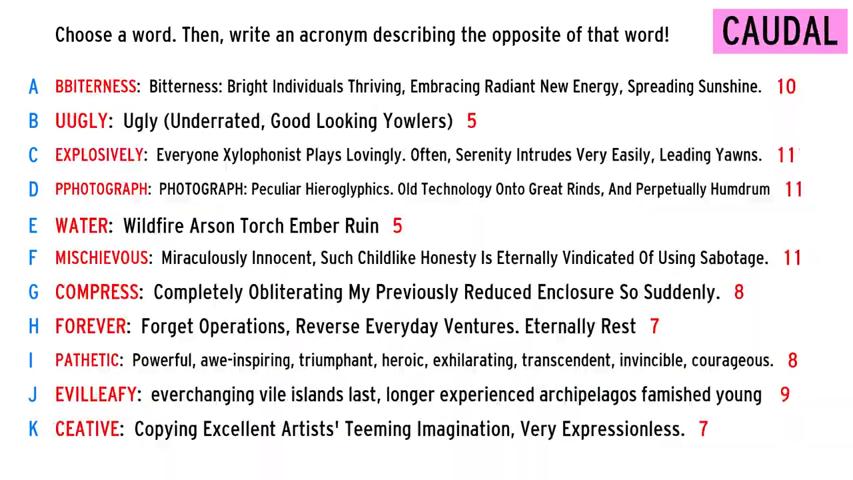 Choose a word. Then, write an acronym describing the opposite of that word!
CAUDAL
A BBITERNESS: Bitterness: Bright Individuals Thriving, Embracing Radiant New Energy, Spreading Sunshine. 10
B UUGLY: Ugly (Underrated, Good Looking Yowlers) 5
C EXPLOSIVELY: Everyone Xylophonist Plays Lovingly. Often, Serenity Intrudes Very Easily, Leading Yawns. 11
D PPHOTOGRAPH: PHOTOGRAPH: Peculiar Hieroglyphics. Old Technology Onto Great Rinds, And Perpetually Humdrum 11
E WATER: Wildfire Arson Torch Ember Ruin 5
F MISCHIEVOUS: Miraculously Innocent, Such Childlike Honesty Is Eternally Vindicated Of Using Sabotage. 11
G COMPRESS: Completely Obliterating My Previously Reduced Enclosure So Suddenly. 8
H FOREVER: Forget Operations, Reverse Everyday Ventures. Eternally Rest 7
I PATHETIC: Powerful, awe-inspiring, triumphant, heroic, exhilarating, transcendent, invincible, courageous. 8
J EVILLEAFY: everchanging vile islands last, longer experienced archipelagos famished young 9
K CEATIVE: Copying Excellent Artists' Teeming Imagination, Very Expressionless. 7